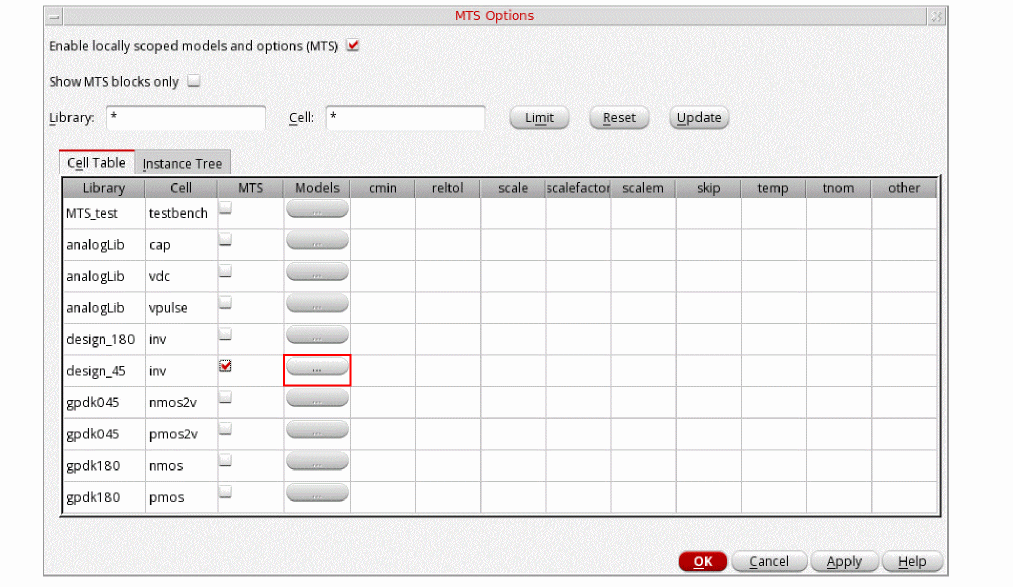 MTS Options
Enable locally scoped models and options (MTS)
Show MTS blocks only
Library: * Cell: * Limit Reset Update
Cell Table Instance Tree
Library Cell MTS Models cmin reltol scale scalefactor scalem skip temp tnom other
MTS_test testbench ...
analogLib cap ...
analogLib vdc ...
analogLib vpulse ...
design_180 inv ...
design_45 inv ...
gpdk045 nmos2v ...
gpdk045 pmos2v ...
gpdk180 nmos ...
gpdk180 pmos ...
OK Cancel Apply Help